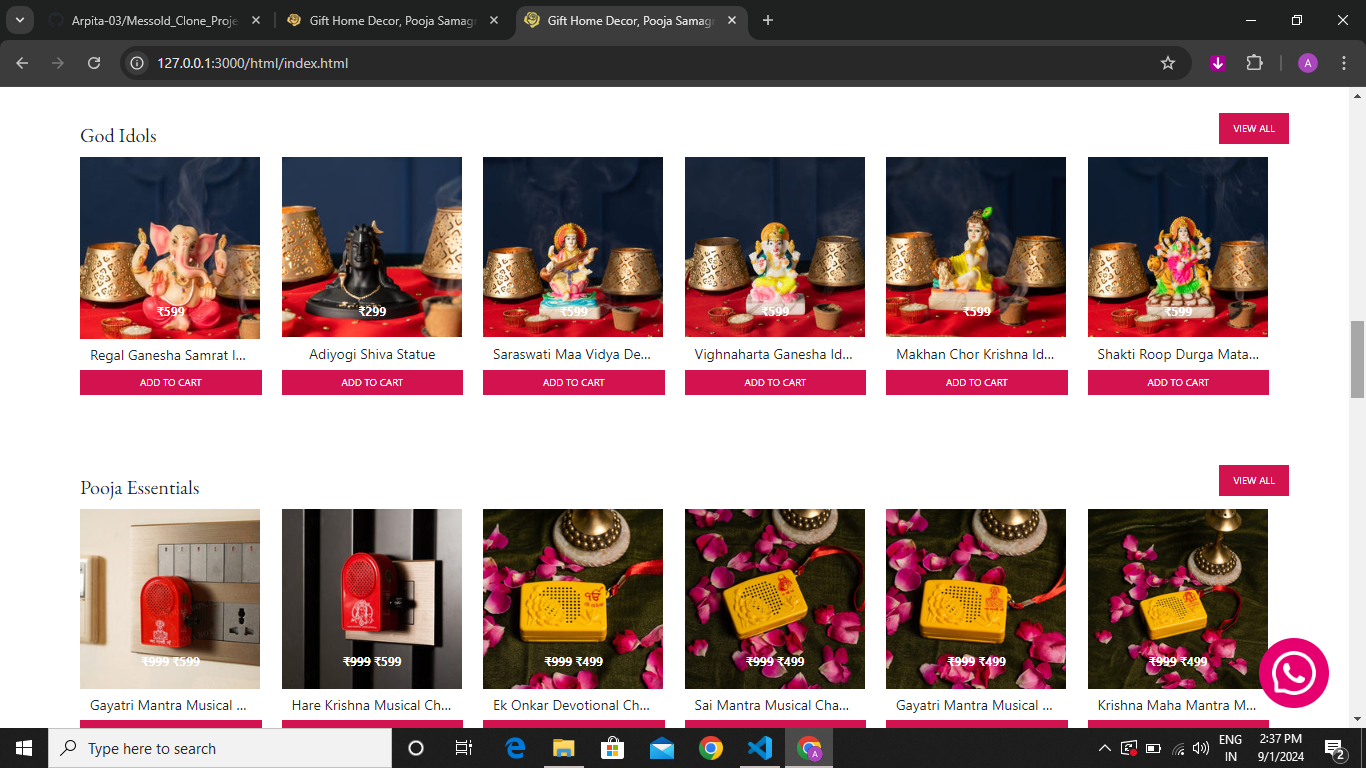 Arpita-03/Messold_Clone_Proje
Gift Home Decor, Pooja Samagr
Gift Home Decor, Pooja Samagr
127.0.0.1:3000/html/index.html
A
God Idols
VIEW ALL
₹599
₹299
₹599
₹599
₹599
₹599
Regal Ganesha Samrat I...
Adiyogi Shiva Statue
Saraswati Maa Vidya De...
Vighnaharta Ganesha Id...
Makhan Chor Krishna Id...
Shakti Roop Durga Mata...
ADD TO CART
ADD TO CART
ADD TO CART
ADD TO CART
ADD TO CART
ADD TO CART
Pooja Essentials
VIEW ALL
₹999 ₹599
₹999 ₹599
₹999 ₹499
₹999 ₹499
₹999 ₹499
₹999 ₹499
Gayatri Mantra Musical ...
Hare Krishna Musical Ch...
Ek Onkar Devotional Ch...
Sai Mantra Musical Cha...
Gayatri Mantra Musical ...
Krishna Maha Mantra M...
Type here to search
A
ENG
IN
2:37 PM
9/1/2024
2